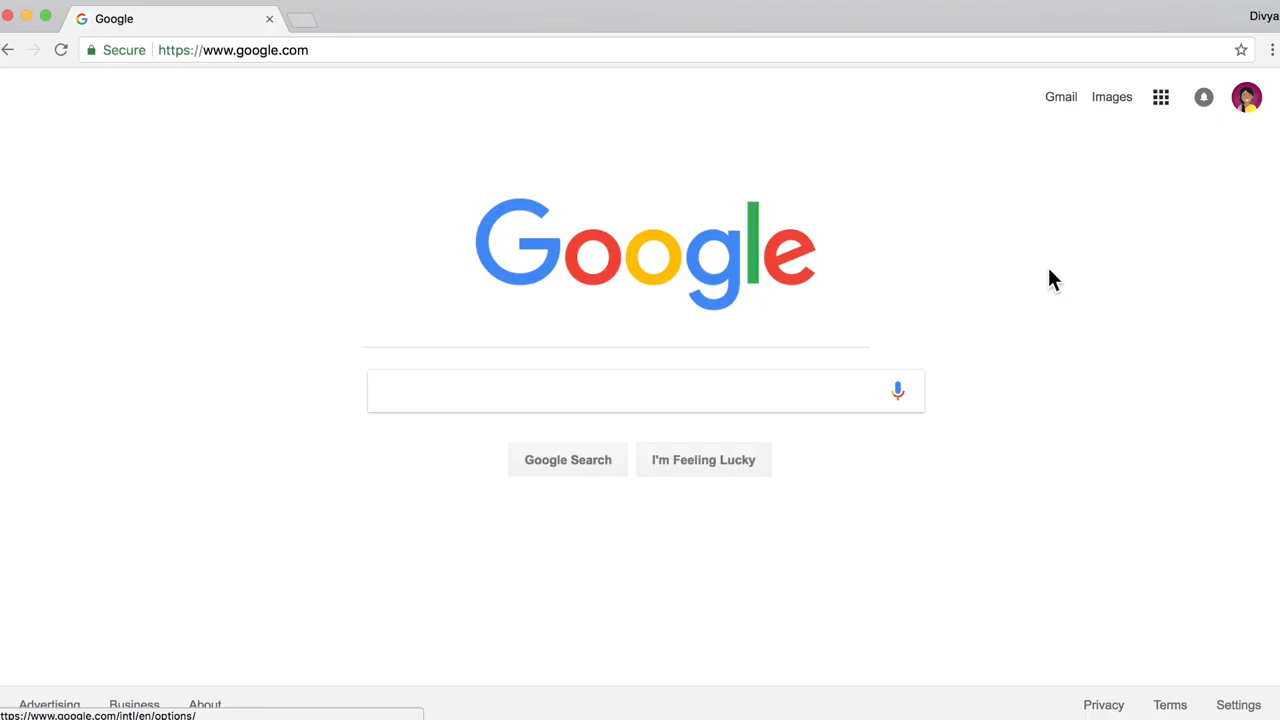 Google
Divya
Secure https://www.google.com
Gmail Images
Google
Google Search I'm Feeling Lucky
Advertising Business About Privacy Terms Settings
ttps://www.google.com/intl/en/options/